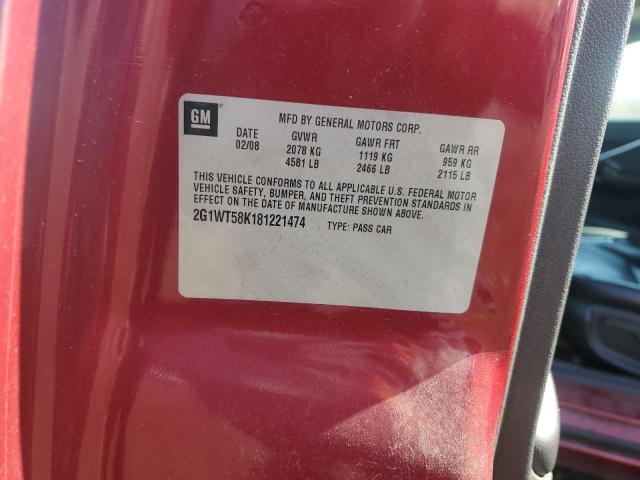 GM
MFD BY GENERAL MOTORS CORP.
DATE GVWR GAWR FRT GAWR RR
02/08 2078 KG 1119 KG 959 KG
4581 LB 2466 LB 2115 LB
THIS VEHICLE CONFORMS TO ALL APPLICABLE U.S. FEDERAL MOTOR
VEHICLE SAFETY, BUMPER, AND THEFT PREVENTION STANDARDS IN
EFFECT ON THE DATE OF MANUFACTURE SHOWN ABOVE.
2G1WT58K181221474 TYPE: PASS CAR